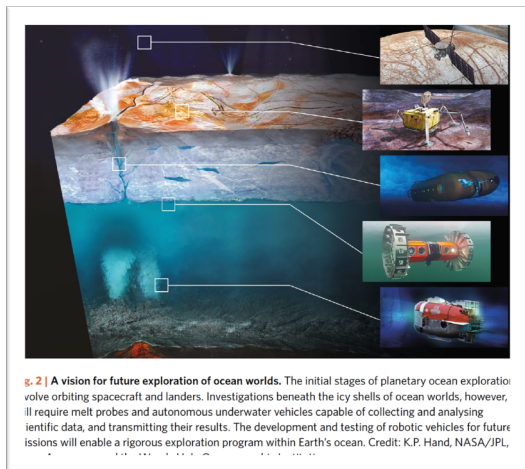 g. 2 | A vision for future exploration of ocean worlds. The initial stages of planetary ocean exploration
volve orbiting spacecraft and landers. Investigations beneath the icy shells of ocean worlds, however,
ill require melt probes and autonomous underwater vehicles capable of collecting and analysing
ientific data, and transmitting their results. The development and testing of robotic vehicles for future
issions will enable a rigorous exploration program within Earth's ocean. Credit: K.P. Hand, NASA/JPL,